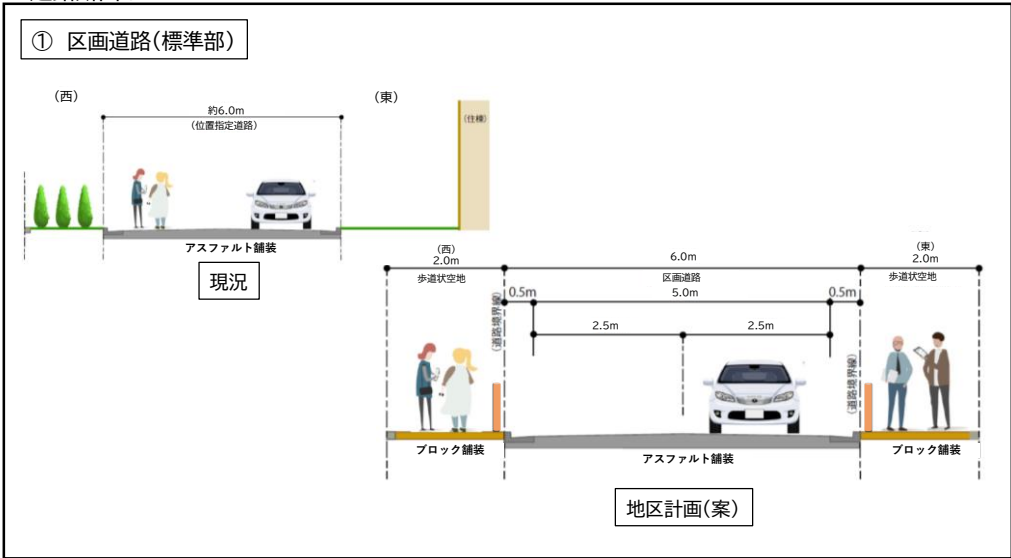 ① 区画道路(標準部)
(西)
(東)
約6.0m
(位置指定道路)
(住棟)
アスファルト舗装
現況
(西)
2.0m
歩道状空地
6.0m
区画道路
(東)
2.0m
歩道状空地
0.5m
5.0m
0.5m
2.5m
2.5m
(道路境界線)
(道路境界線)
ブロック舗装
アスファルト舗装
ブロック舗装
地区計画(案)